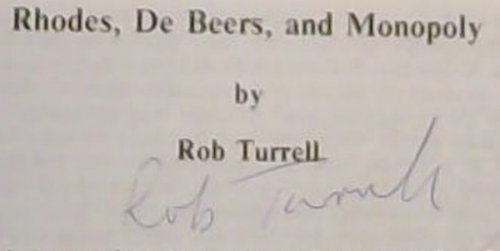 Rhodes, De Beers, and Monopoly
by
Rob Turrell
Rob Turrell